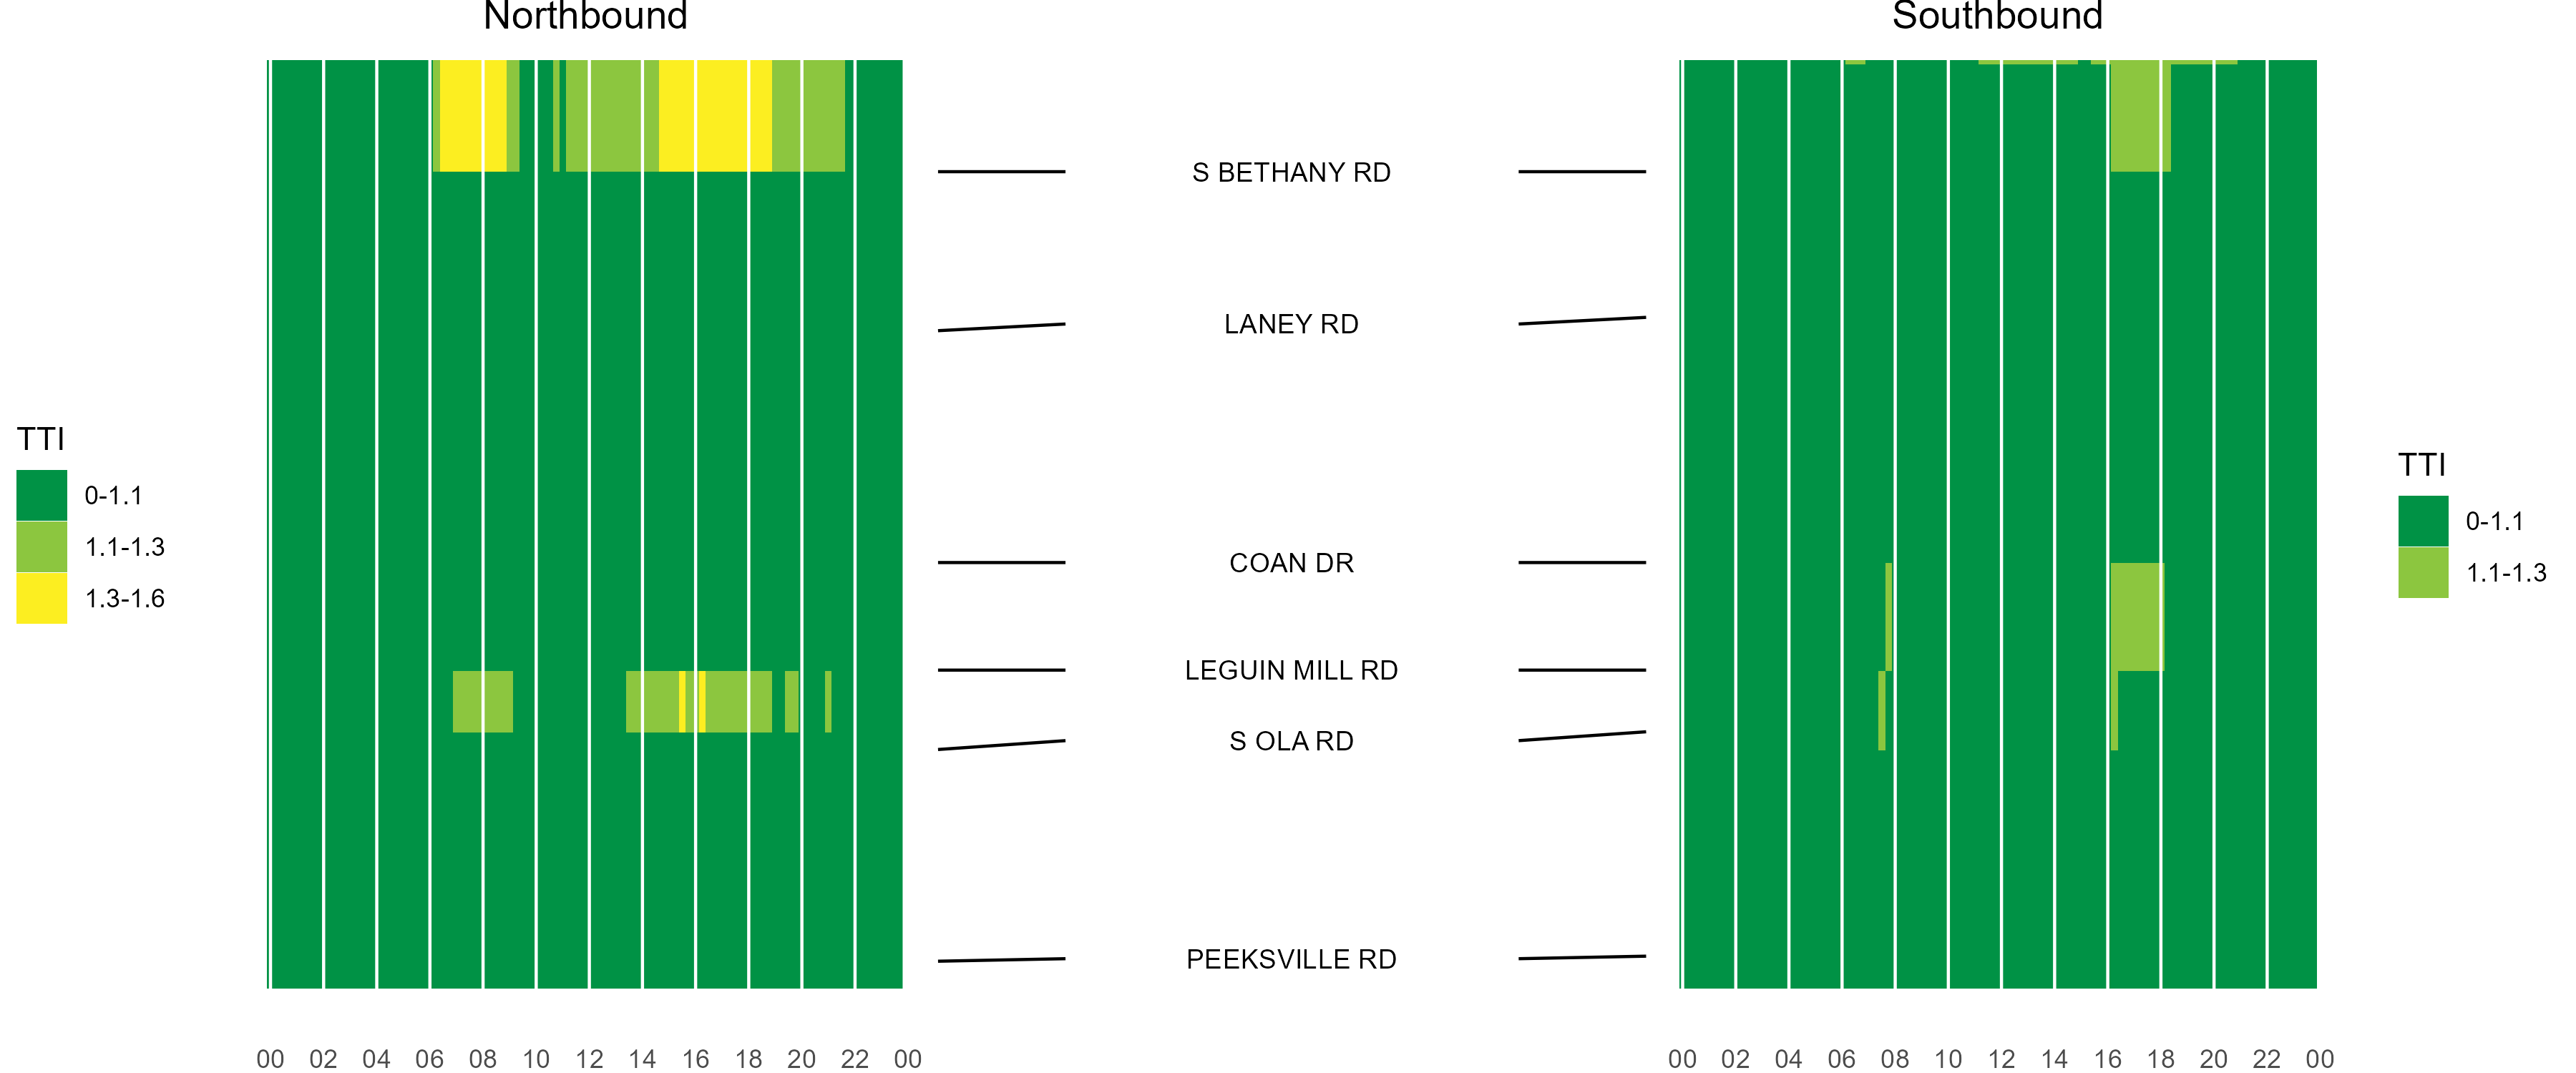 Northbound
Southbound
S BETHANY RD
LANEY RD
COAN DR
LEGUIN MILL RD
S OLA RD
PEEKSVILLE RD
TTI
0-1.1
1.1-1.3
1.3-1.6
TTI
0-1.1
1.1-1.3
00 02 04 06 08 10 12 14 16 18 20 22 00
00 02 04 06 08 10 12 14 16 18 20 22 00